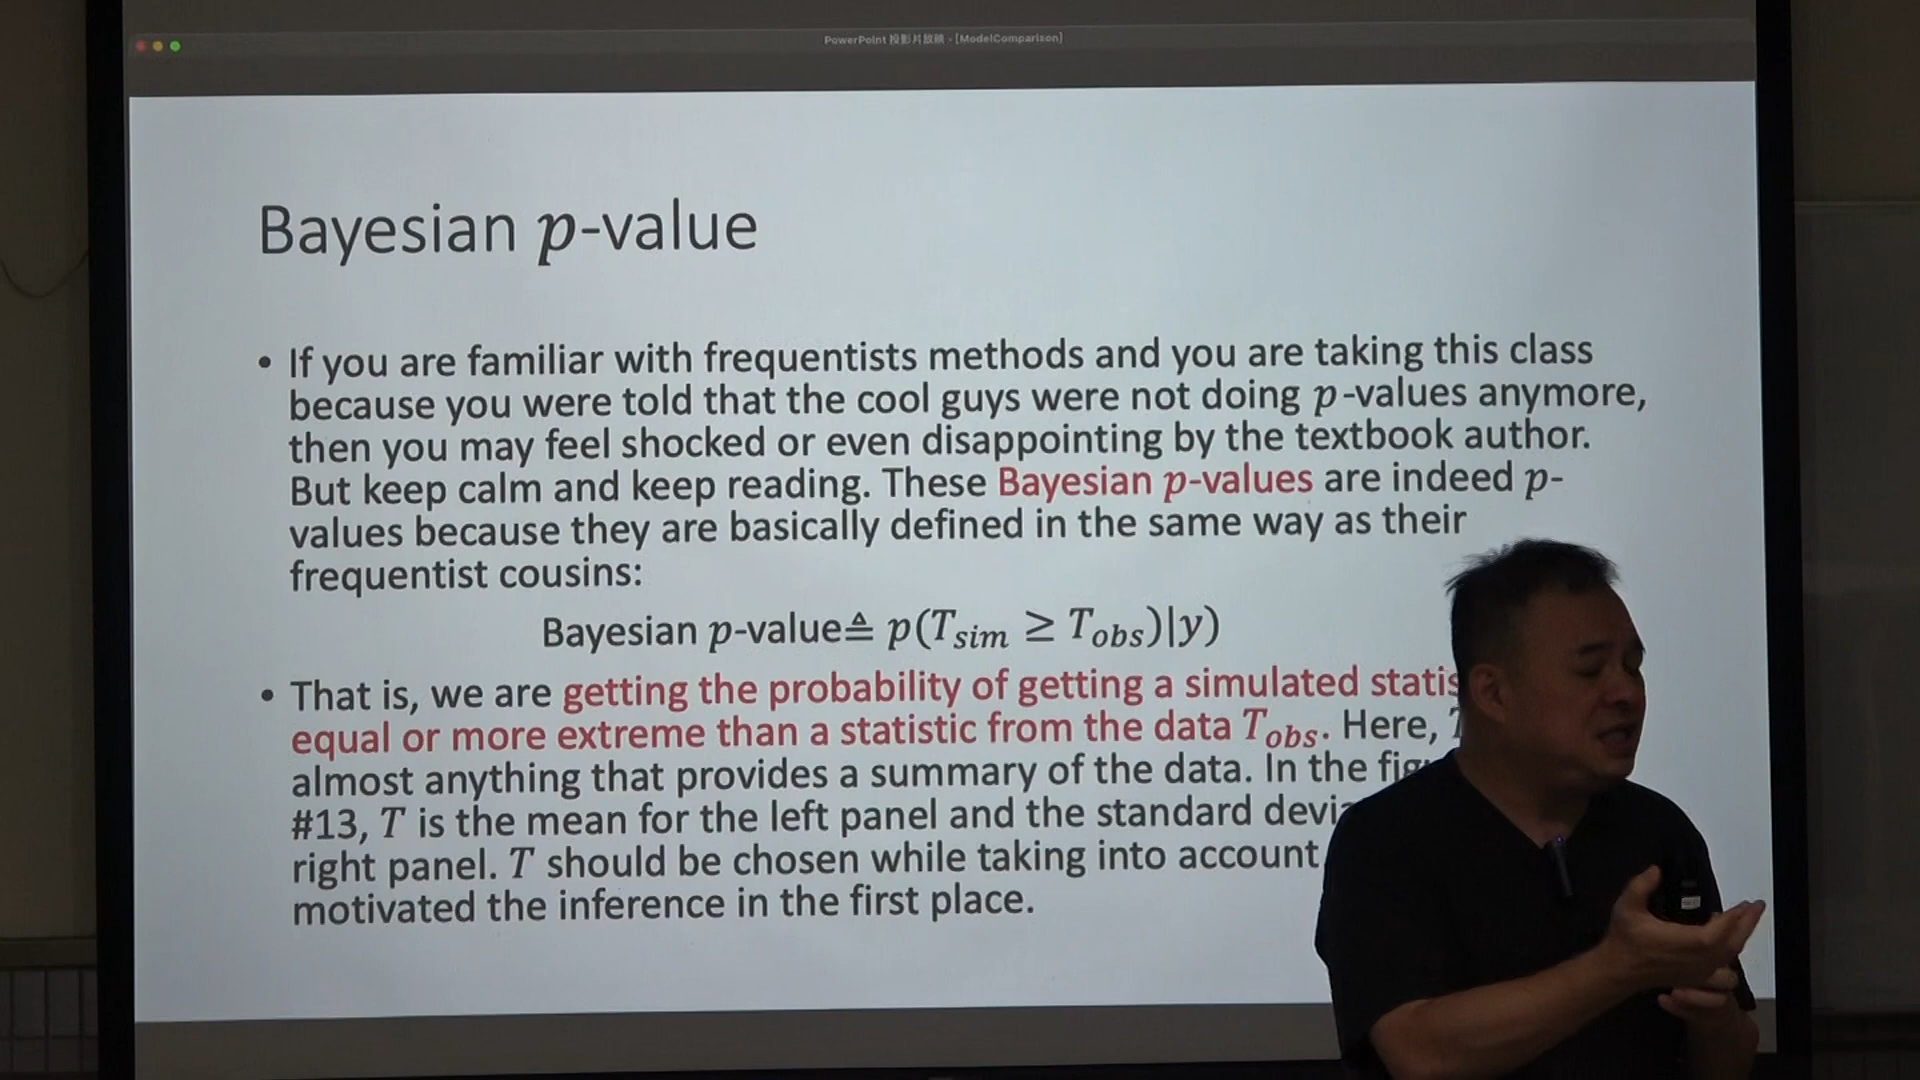 PowerPoint 投影片放映 - [ModelComparison]
Bayesian p-value
• If you are familiar with frequentists methods and you are taking this class
because you were told that the cool guys were not doing p-values anymore,
then you may feel shocked or even disappointing by the textbook author.
But keep calm and keep reading. These Bayesian p-values are indeed p-
values because they are basically defined in the same way as their
frequentist cousins:
Bayesian p-value≜ p(T_sim ≥ T_obs)|y)
• That is, we are getting the probability of getting a simulated
equal or more extreme than a statistic from the data T_obs. Here,
almost anything that provides a summary of the data. In the
#13, T is the mean for the left panel and the standard
right panel. T should be chosen while taking into account
motivated the inference in the first place.